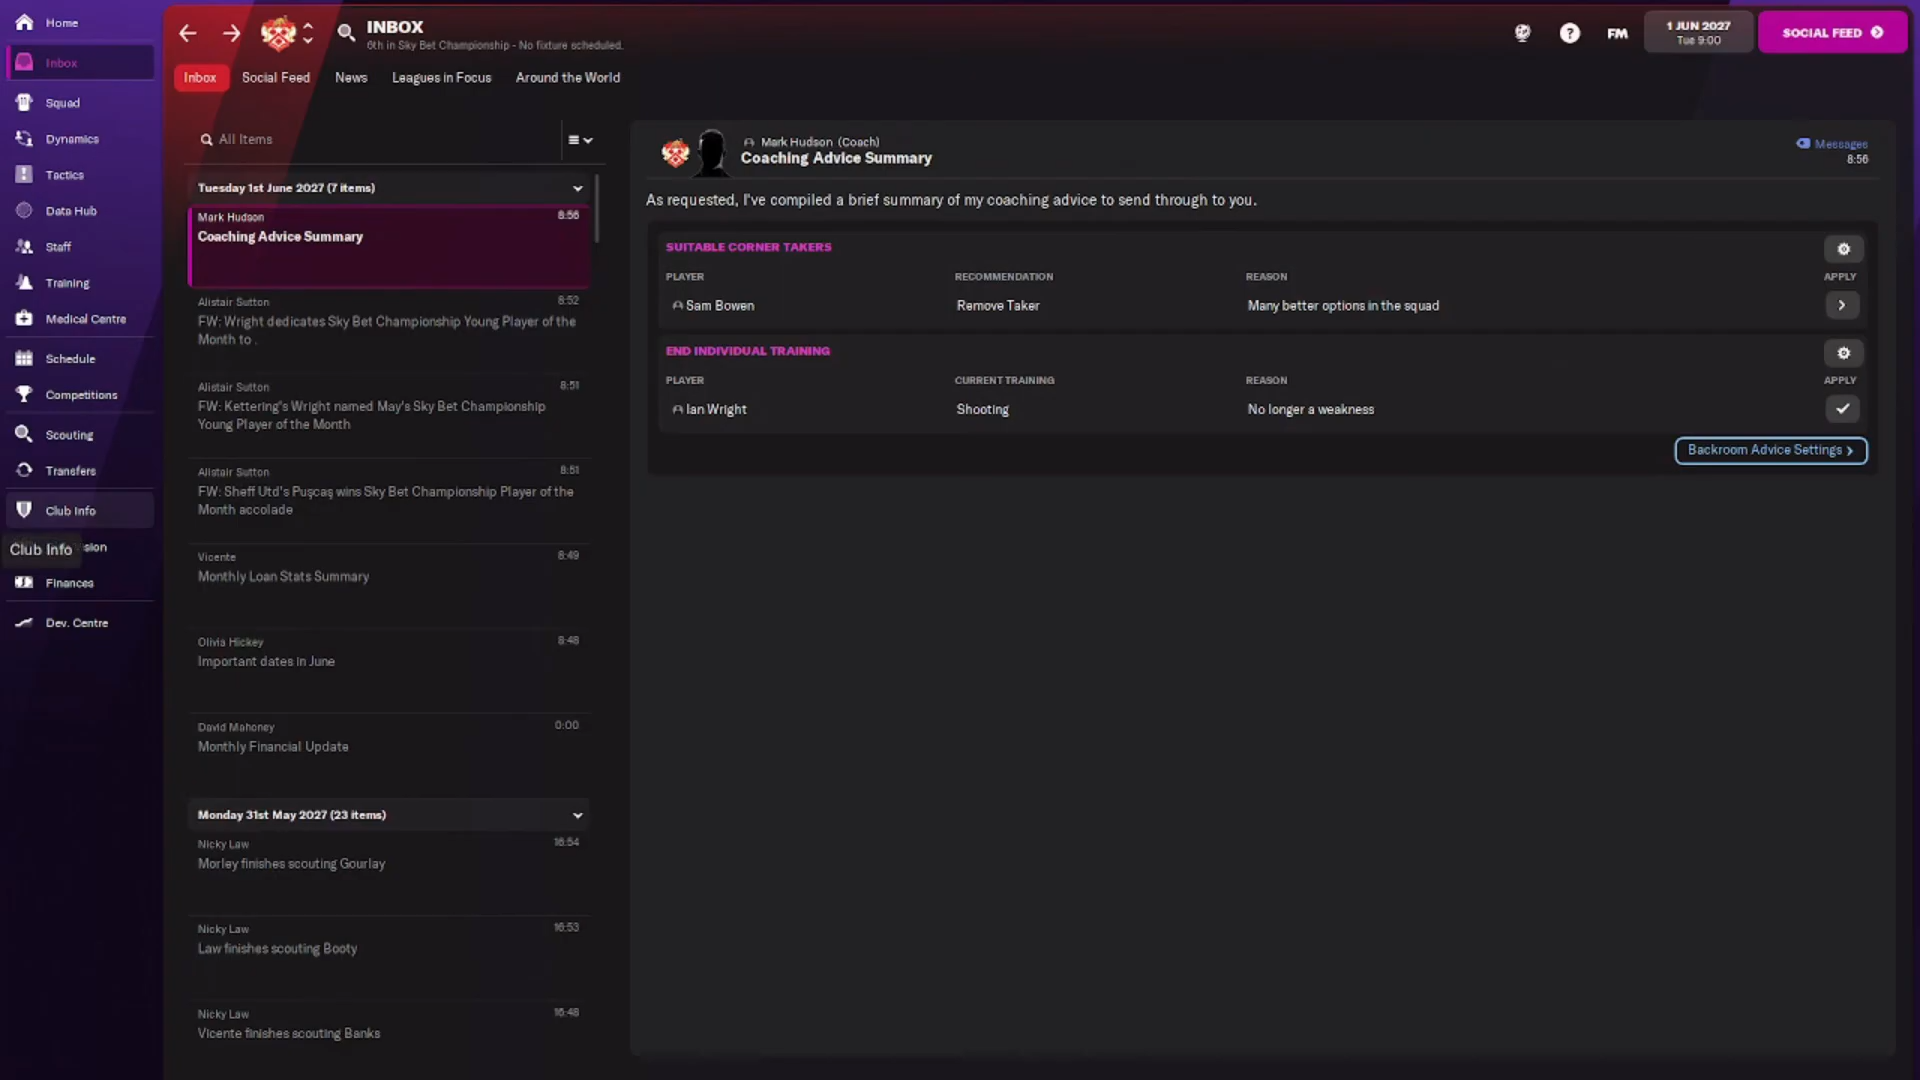 Home
Inbox
Squad
Dynamics
Tactics
Data Hub
Staff
Training
Medical Centre
Schedule
Competitions
Scouting
Transfers
Club Info
Club Info
sion
Finances
Dev. Centre
INBOX
6th in Sky Bet Championship - No fixture scheduled.
FM
1 JUN 2027
Tue 9:00
SOCIAL FEED
Inbox
Social Feed
News
Leagues in Focus
Around the World
All Items
Tuesday 1st June 2027 (7 items)
Mark Hudson 8:56
Coaching Advice Summary
Alistair Sutton 8:52
FW: Wright dedicates Sky Bet Championship Young Player of the
Month to .
Alistair Sutton 8:51
FW: Kettering's Wright named May's Sky Bet Championship
Young Player of the Month
Alistair Sutton 8:51
FW: Sheff Utd's Puşcaş wins Sky Bet Championship Player of the
Month accolade
Vicente 8:49
Monthly Loan Stats Summary
Olivia Hickey 8:48
Important dates in June
David Mahoney 0:00
Monthly Financial Update
Monday 31st May 2027 (23 items)
Nicky Law 16:54
Morley finishes scouting Gourlay
Nicky Law 16:53
Law finishes scouting Booty
Nicky Law 16:48
Vicente finishes scouting Banks
Mark Hudson (Coach)
Coaching Advice Summary
Messages
8:56
As requested, I've compiled a brief summary of my coaching advice to send through to you.
SUITABLE CORNER TAKERS
PLAYER RECOMMENDATION REASON APPLY
Sam Bowen Remove Taker Many better options in the squad
END INDIVIDUAL TRAINING
PLAYER CURRENT TRAINING REASON APPLY
Ian Wright Shooting No longer a weakness
Backroom Advice Settings